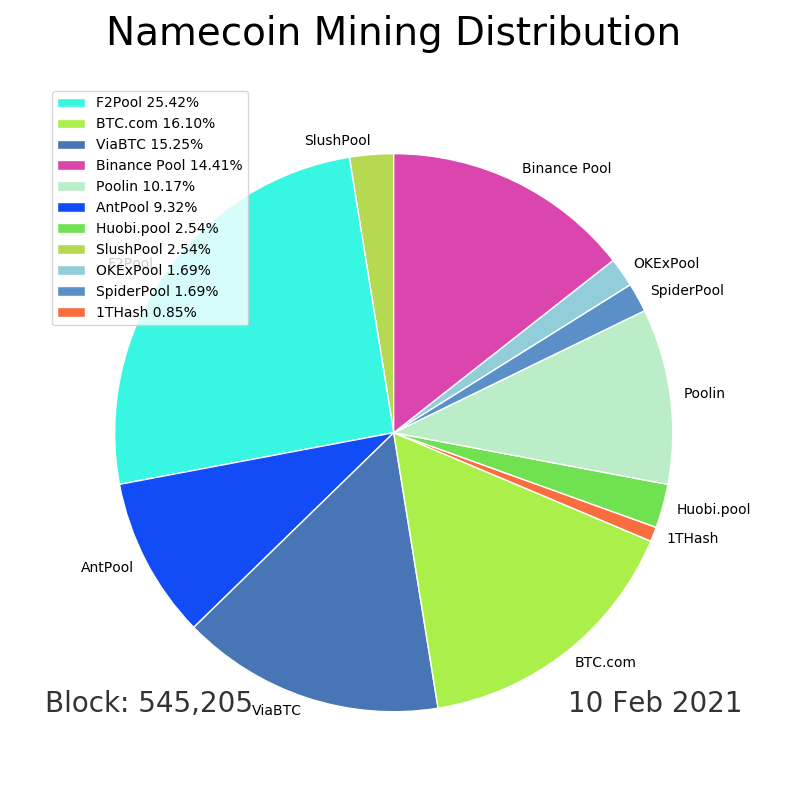 Namecoin Mining Distribution
F2Pool 25.42%
BTC.com 16.10%
ViaBTC 15.25%
Binance Pool 14.41%
Poolin 10.17%
AntPool 9.32%
Huobi.pool 2.54%
SlushPool 2.54%
OKExPool 1.69%
SpiderPool 1.69%
1THash 0.85%
SlushPool
Binance Pool
F2Pool
OKExPool
SpiderPool
Poolin
Huobi.pool
1THash
AntPool
BTC.com
ViaBTC
Block: 545,205
10 Feb 2021